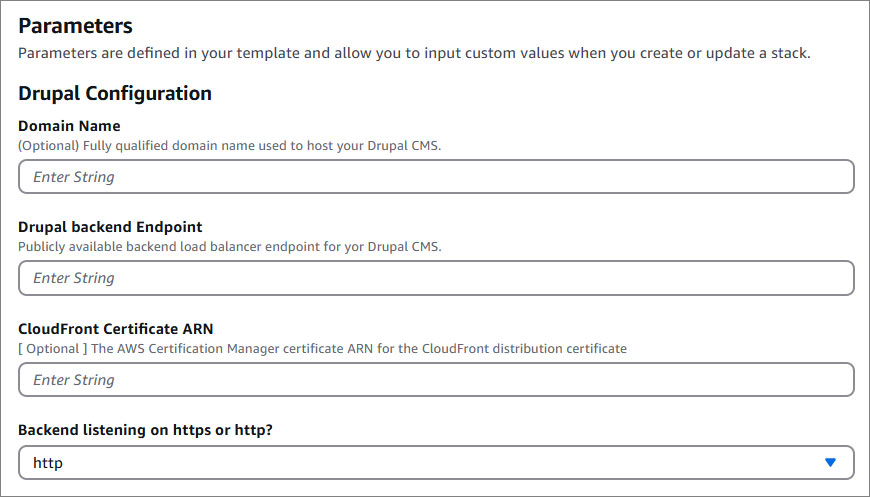 Parameters
Parameters are defined in your template and allow you to input custom values when you create or update a stack.
Drupal Configuration
Domain Name
(Optional) Fully qualified domain name used to host your Drupal CMS.
Enter String
Drupal backend Endpoint
Publicly available backend load balancer endpoint for yor Drupal CMS.
Enter String
CloudFront Certificate ARN
[ Optional ] The AWS Certification Manager certificate ARN for the CloudFront distribution certificate
Enter String
Backend listening on https or http?
http